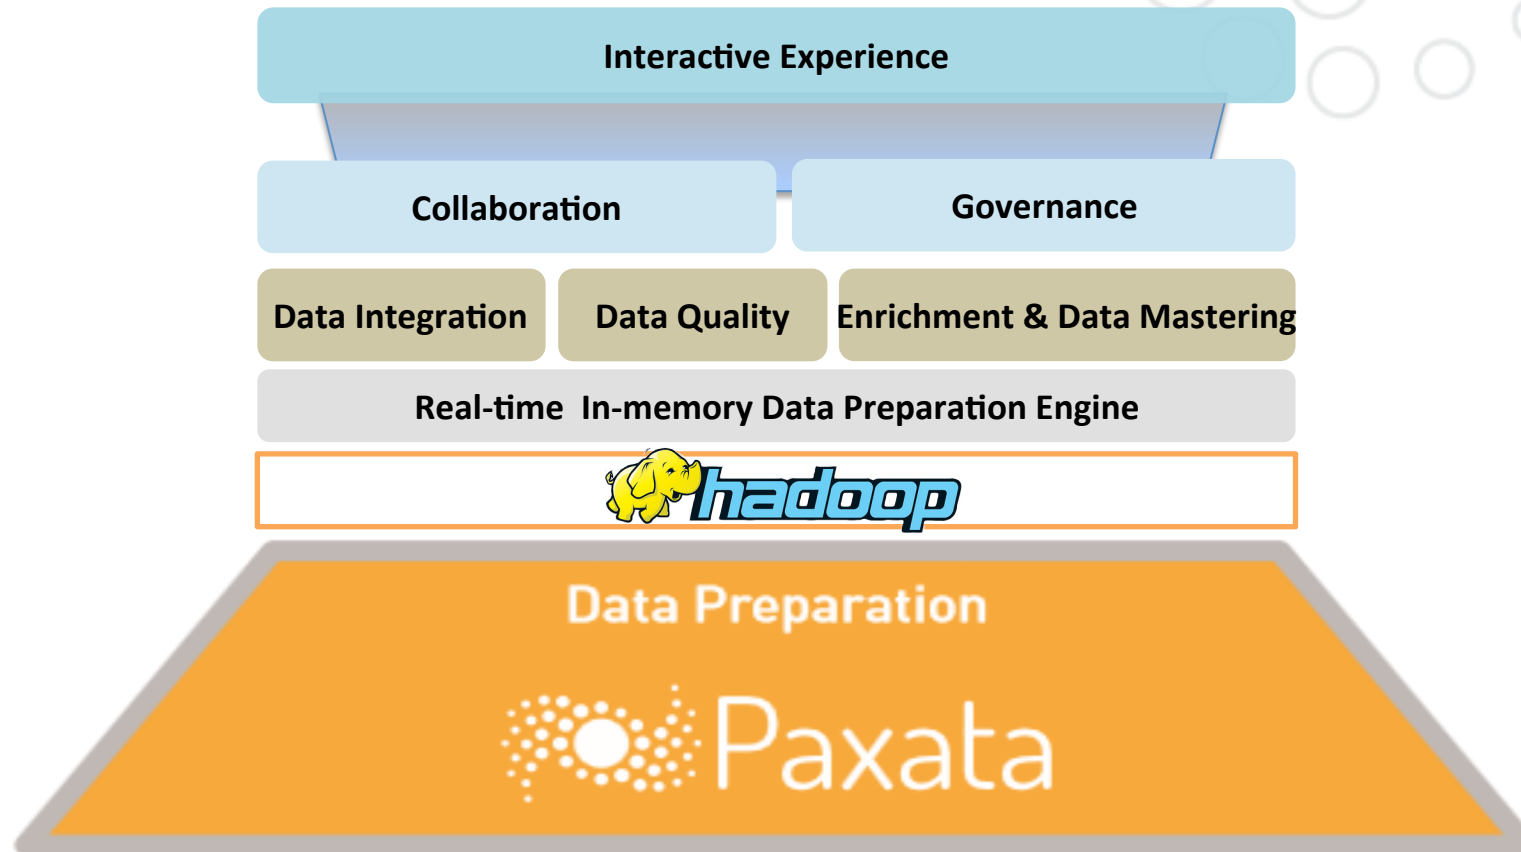 Interactive Experience
Collaboration
Governance
Data Integration
Data Quality
Enrichment & Data Mastering
Real-time  In-memory Data Preparation Engine
hadoop
Data Preparation
Paxata